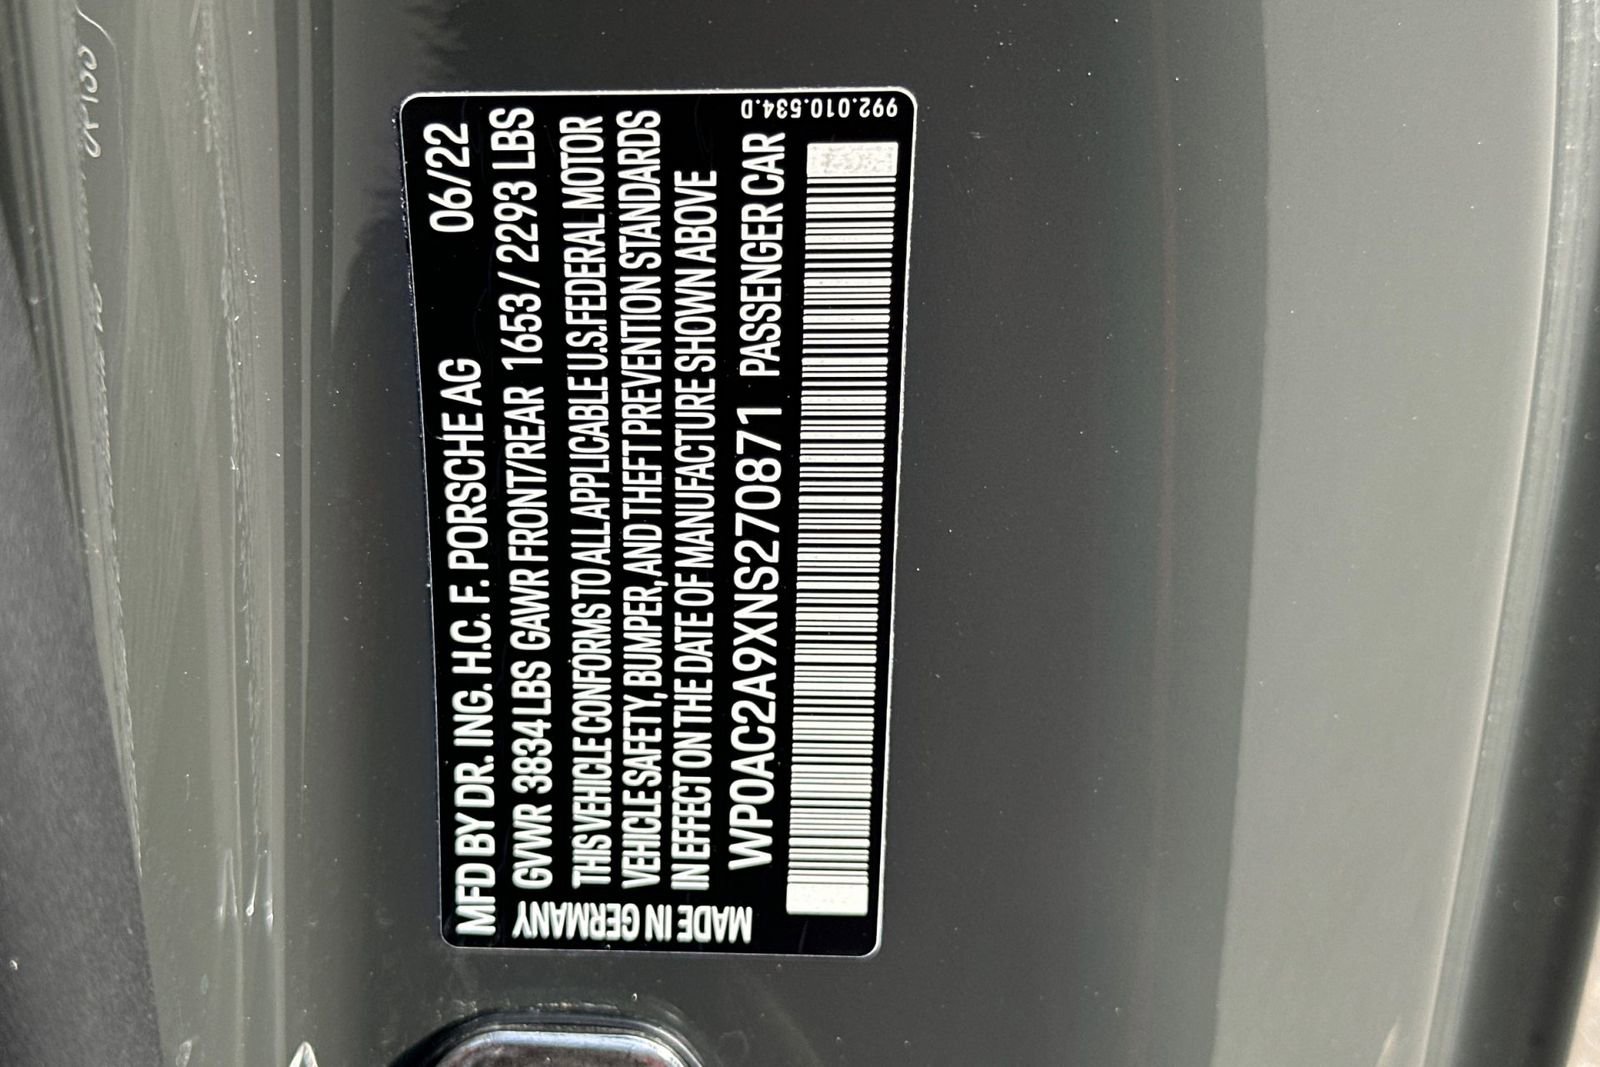 MFD BY DR. ING. H.C. F. PORSCHE AG 06/22
GVWR 3834 LBS GAWR FRONT/REAR 1653 / 2293 LBS
THIS VEHICLE CONFORMS TO ALL APPLICABLE U.S. FEDERAL MOTOR
VEHICLE SAFETY, BUMPER, AND THEFT PREVENTION STANDARDS
IN EFFECT ON THE DATE OF MANUFACTURE SHOWN ABOVE
WP0AC2A9XNS270871 PASSENGER CAR
MADE IN GERMANY
992.010.534.D